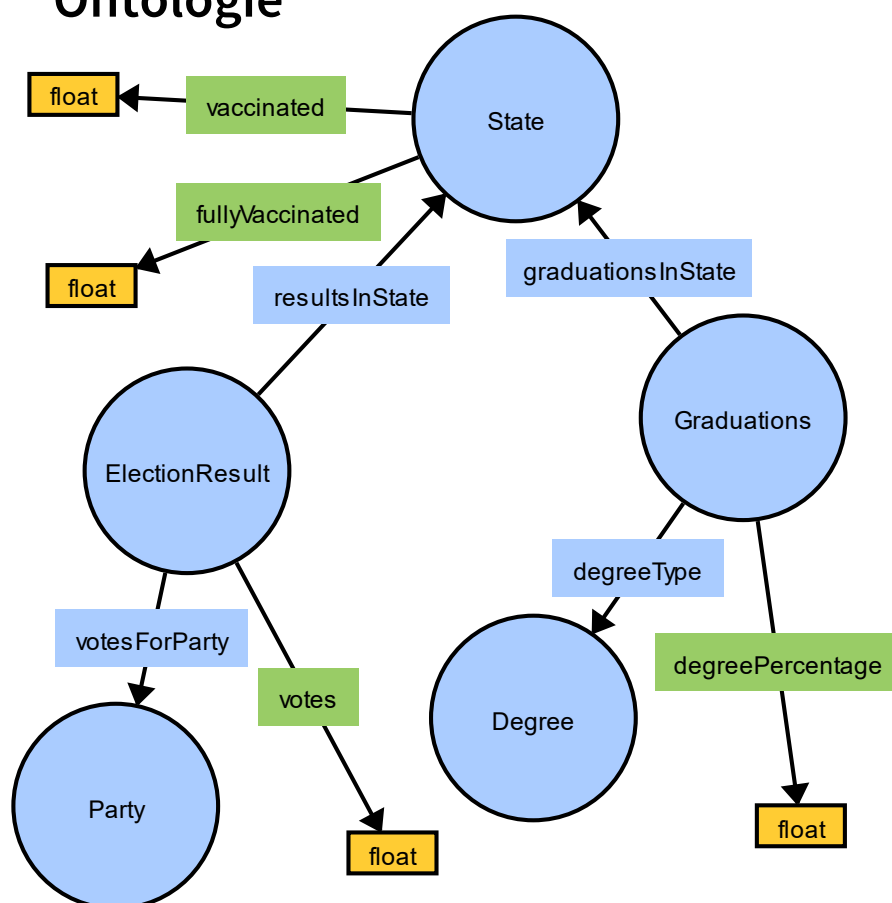 Ontologie
float
vaccinated
State
fullyVaccinated
graduationsInState
float
resultsInState
Graduations
ElectionResult
degreeType
votesForParty
degreePercentage
votes
Degree
Party
float
float